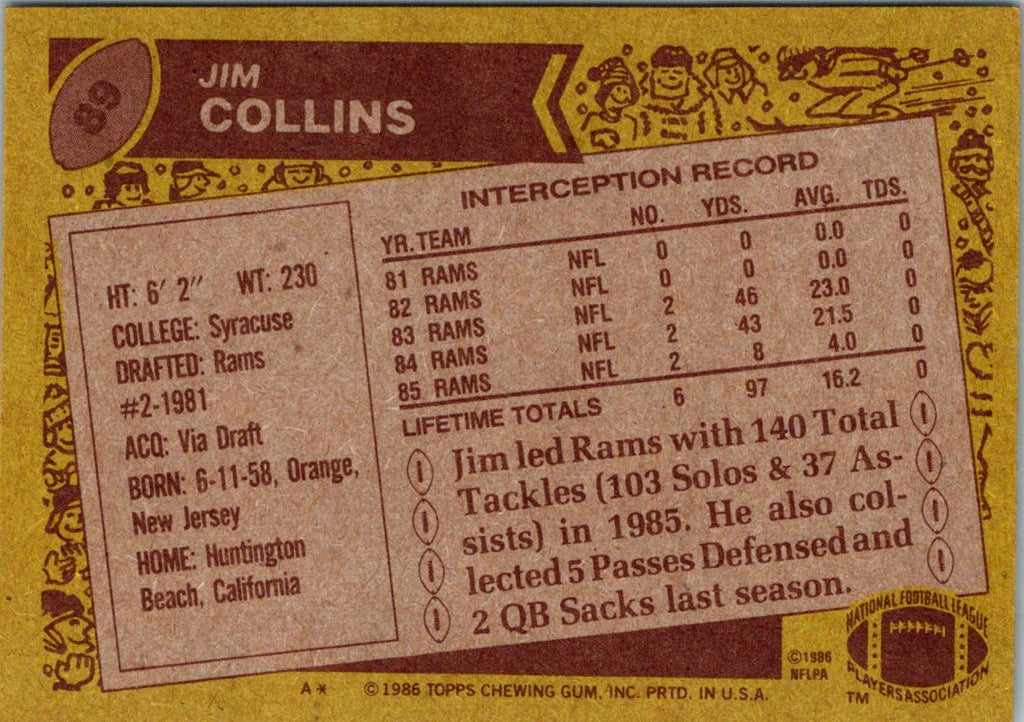 89
JIM
COLLINS
HT: 6' 2" WT: 230
COLLEGE: Syracuse
DRAFTED: Rams
#2-1981
ACQ: Via Draft
BORN: 6-11-58, Orange,
New Jersey
HOME: Huntington
Beach, California
INTERCEPTION RECORD
YR. TEAM NO. YDS. AVG. TDS.
81 RAMS NFL 0 0 0.0 0
82 RAMS NFL 0 0 0.0 0
83 RAMS NFL 2 46 23.0 0
84 RAMS NFL 2 43 21.5 0
85 RAMS NFL 2 8 4.0 0
LIFETIME TOTALS 6 97 16.2 0
Jim led Rams with 140 Total
Tackles (103 Solos & 37 As-
sists) in 1985. He also col-
lected 5 Passes Defensed and
2 QB Sacks last season.
NATIONAL FOOTBALL LEAGUE
PLAYERS ASSOCIATION
TM
©1986
NFLPA
A* ©1986 TOPPS CHEWING GUM, INC. PRTD. IN U.S.A.